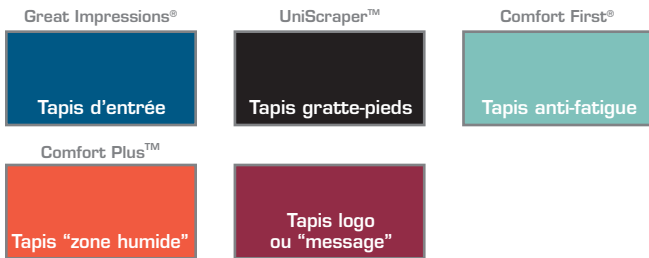 Great Impressions®
UniScraper™
Comfort First®
Tapis d’entrée
Tapis gratte-pieds
Tapis anti-fatigue
Comfort Plus™
Tapis “zone humide”
Tapis logo
ou “message”